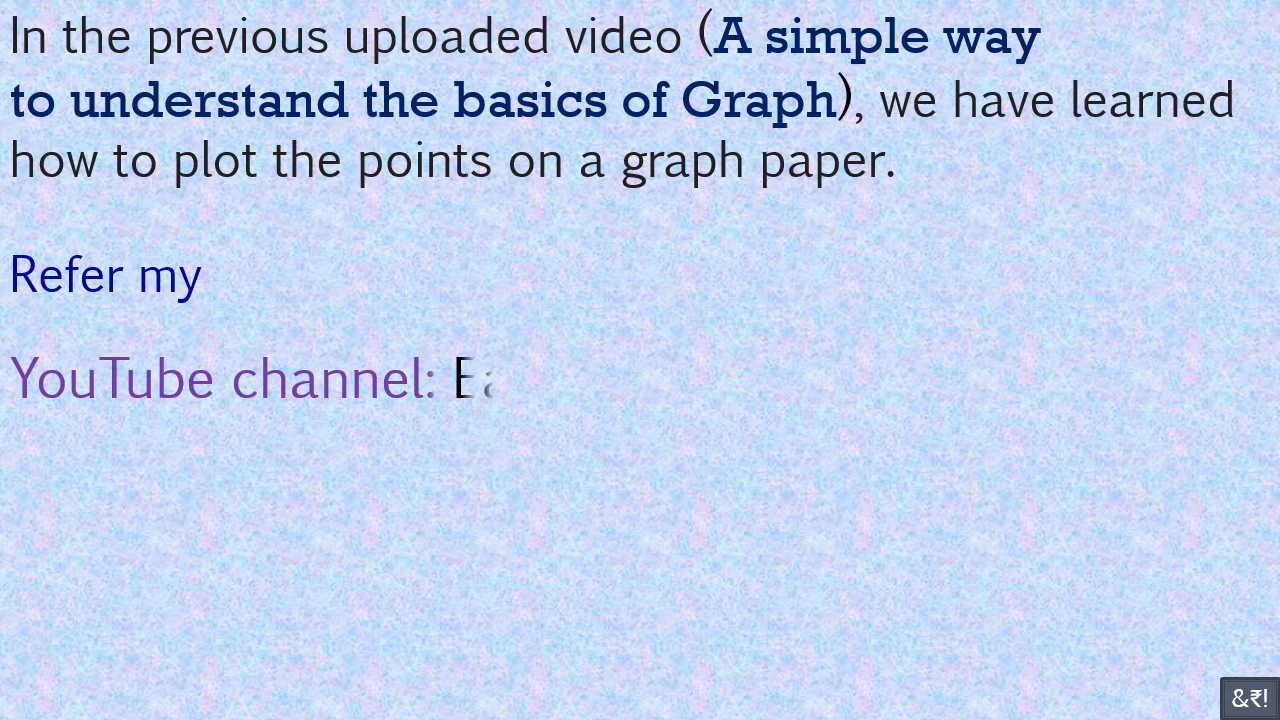 In the previous uploaded video (A simple way
to understand the basics of Graph), we have learned
how to plot the points on a graph paper.
Refer my
YouTube channel:
&₹!